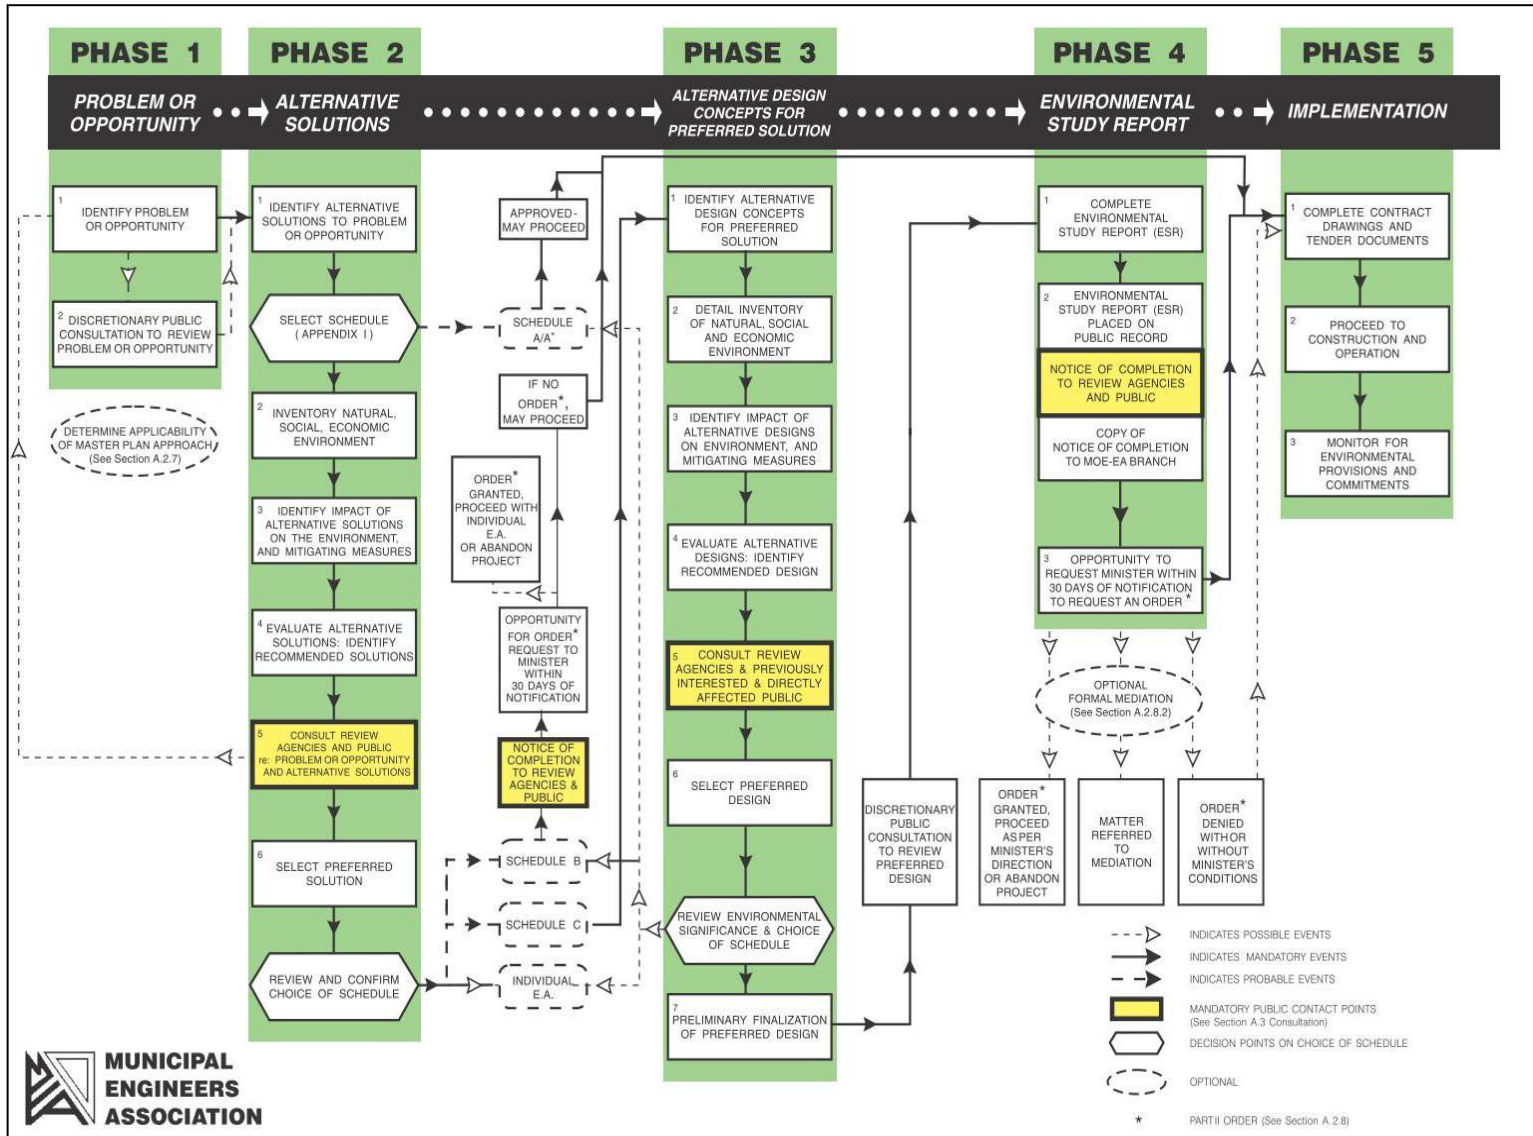 PHASE 1
PHASE 2
PHASE 3
PHASE 4
PHASE 5
PROBLEM OR
OPPORTUNITY
ALTERNATIVE
SOLUTIONS
ALTERNATIVE DESIGN
CONCEPTS FOR
PREFERRED SOLUTION
ENVIRONMENTAL
STUDY REPORT
IMPLEMENTATION
1
IDENTIFY PROBLEM
OR OPPORTUNITY
2
DISCRETIONARY PUBLIC
CONSULTATION TO REVIEW
PROBLEM OR OPPORTUNITY
DETERMINE APPLICABILITY
OF MASTER PLAN APPROACH
(See Section A.2.7)
1
IDENTIFY ALTERNATIVE
SOLUTIONS TO PROBLEM
OR OPPORTUNITY
SELECT SCHEDULE
( APPENDIX I )
2
INVENTORY NATURAL,
SOCIAL, ECONOMIC
ENVIRONMENT
3
IDENTIFY IMPACT OF
ALTERNATIVE SOLUTIONS
ON THE ENVIRONMENT,
AND MITIGATING MEASURES
4
EVALUATE ALTERNATIVE
SOLUTIONS: IDENTIFY
RECOMMENDED SOLUTIONS
5
CONSULT REVIEW
AGENCIES AND PUBLIC
re: PROBLEM OR OPPORTUNITY
AND ALTERNATIVE SOLUTIONS
6
SELECT PREFERRED
SOLUTION
REVIEW AND CONFIRM
CHOICE OF SCHEDULE
APPROVED-
MAY PROCEED
SCHEDULE
A/A+
IF NO
ORDER*,
MAY PROCEED
ORDER*
GRANTED,
PROCEED WITH
INDIVIDUAL
E.A.
OR ABANDON
PROJECT
OPPORTUNITY
FOR ORDER*
REQUEST TO
MINISTER
WITHIN
30 DAYS OF
NOTIFICATION
NOTICE OF
COMPLETION
TO REVIEW
AGENCIES &
PUBLIC
SCHEDULE B
SCHEDULE C
INDIVIDUAL
E.A.
1
IDENTIFY ALTERNATIVE
DESIGN CONCEPTS
FOR PREFERRED
SOLUTION
2
DETAIL INVENTORY
OF NATURAL, SOCIAL
AND ECONOMIC
ENVIRONMENT
3
IDENTIFY IMPACT OF
ALTERNATIVE DESIGNS
ON ENVIRONMENT, AND
MITIGATING MEASURES
4
EVALUATE ALTERNATIVE
DESIGNS: IDENTIFY
RECOMMENDED DESIGN
5
CONSULT REVIEW
AGENCIES & PREVIOUSLY
INTERESTED & DIRECTLY
AFFECTED PUBLIC
6
SELECT PREFERRED
DESIGN
REVIEW ENVIRONMENTAL
SIGNIFICANCE & CHOICE
OF SCHEDULE
7
PRELIMINARY FINALIZATION
OF PREFERRED DESIGN
DISCRETIONARY
PUBLIC
CONSULTATION
TO REVIEW
PREFERRED
DESIGN
1
COMPLETE
ENVIRONMENTAL
STUDY REPORT (ESR)
2
ENVIRONMENTAL
STUDY REPORT (ESR)
PLACED ON
PUBLIC RECORD
NOTICE OF COMPLETION
TO REVIEW AGENCIES
AND PUBLIC
COPY OF
NOTICE OF COMPLETION
TO MOE-EA BRANCH
3
OPPORTUNITY TO
REQUEST MINISTER WITHIN
30 DAYS OF NOTIFICATION
TO REQUEST AN ORDER *
OPTIONAL
FORMAL MEDIATION
(See Section A.2.8.2)
ORDER*
GRANTED,
PROCEED
AS PER
MINISTER'S
DIRECTION
OR ABANDON
PROJECT
MATTER
REFERRED
TO
MEDIATION
ORDER*
DENIED
WITH OR
WITHOUT
MINISTER'S
CONDITIONS
1
COMPLETE CONTRACT
DRAWINGS AND
TENDER DOCUMENTS
2
PROCEED TO
CONSTRUCTION AND
OPERATION
3
MONITOR FOR
ENVIRONMENTAL
PROVISIONS AND
COMMITMENTS
INDICATES POSSIBLE EVENTS
INDICATES MANDATORY EVENTS
INDICATES PROBABLE EVENTS
MANDATORY PUBLIC CONTACT POINTS
(See Section A.3 Consultation)
DECISION POINTS ON CHOICE OF SCHEDULE
OPTIONAL
* PART II ORDER (See Section A.2.8)
MUNICIPAL
ENGINEERS
ASSOCIATION